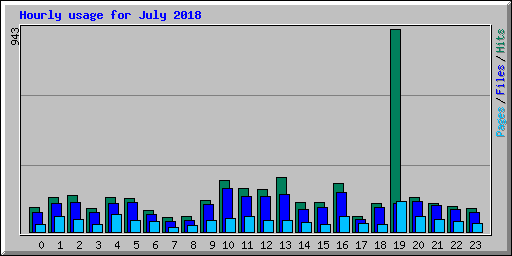 Hourly usage for July 2018
943
Pages / Files / Hits
0 1 2 3 4 5 6 7 8 9 10 11 12 13 14 15 16 17 18 19 20 21 22 23